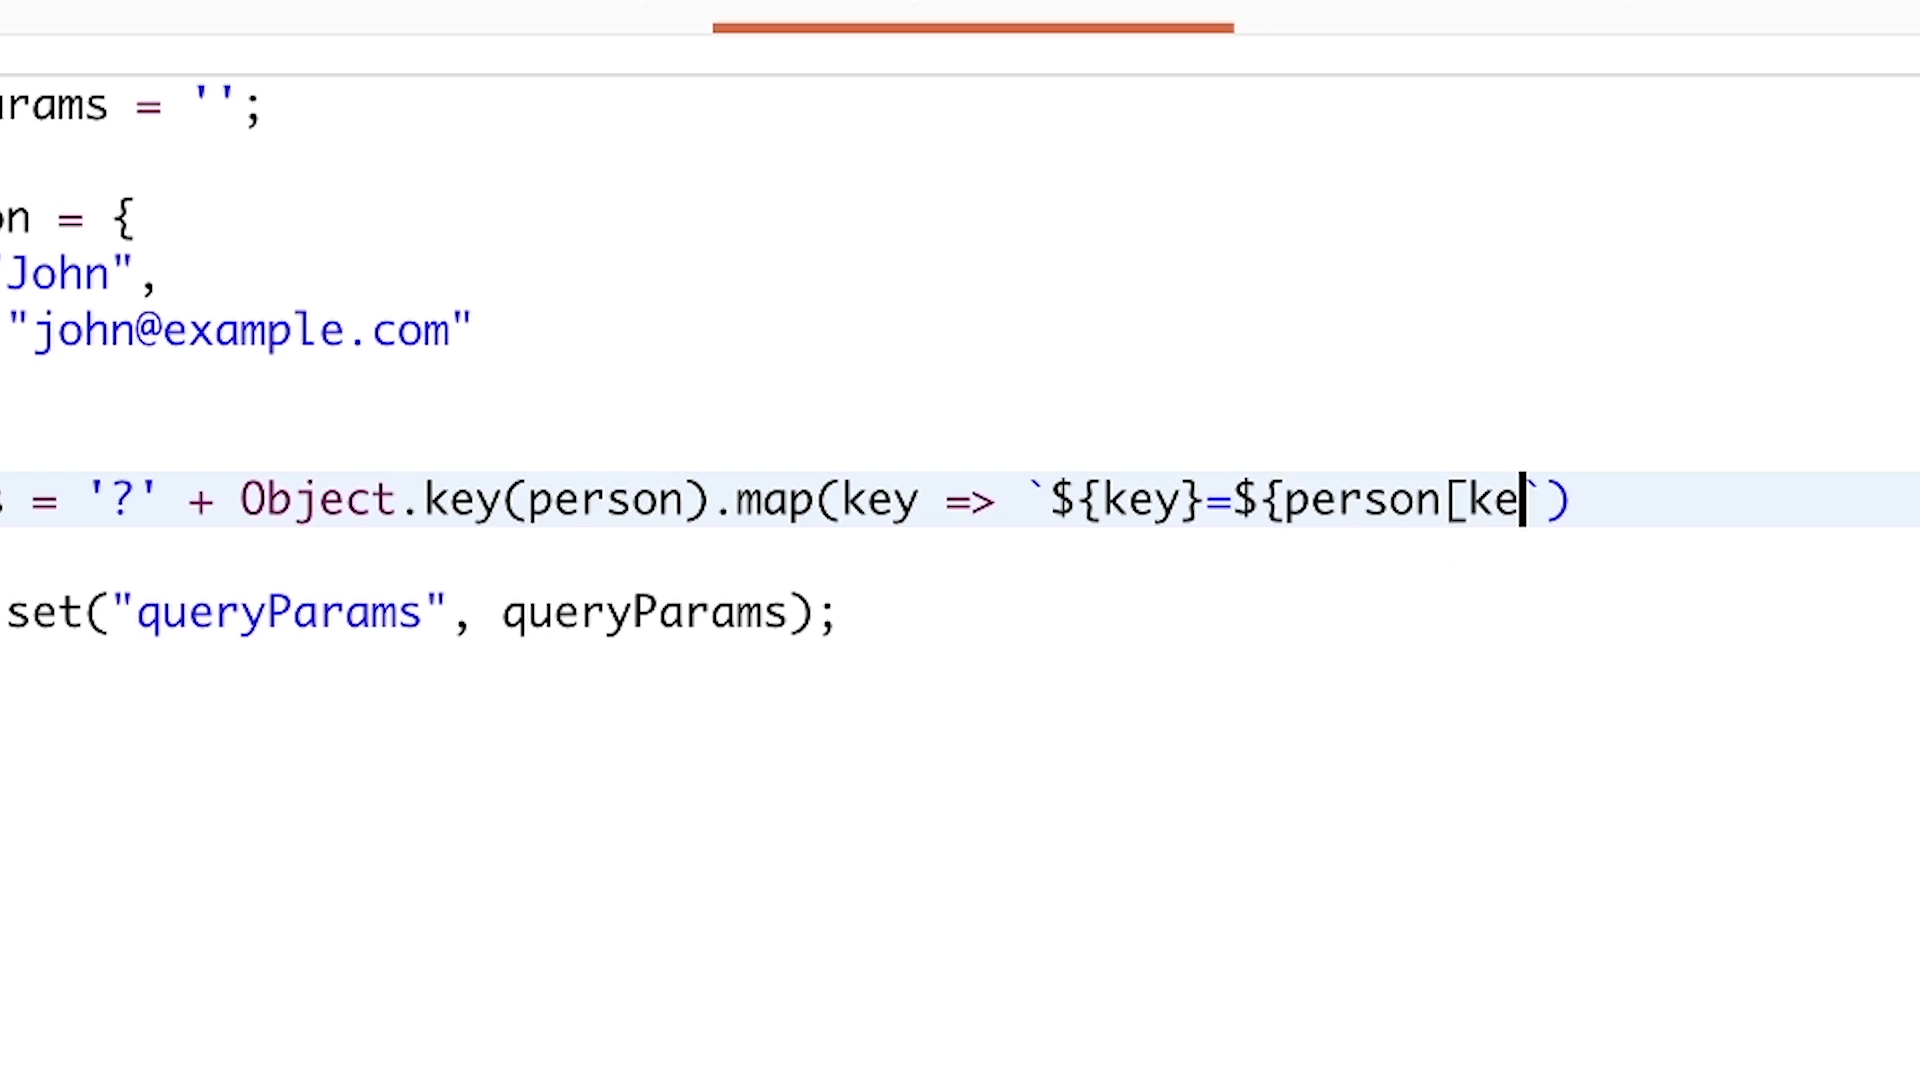 rams = '';
n = {
"John",
"john@example.com"
= '?' + Object.key(person).map(key => `${key}=${person[ke`)
.set("queryParams", queryParams);